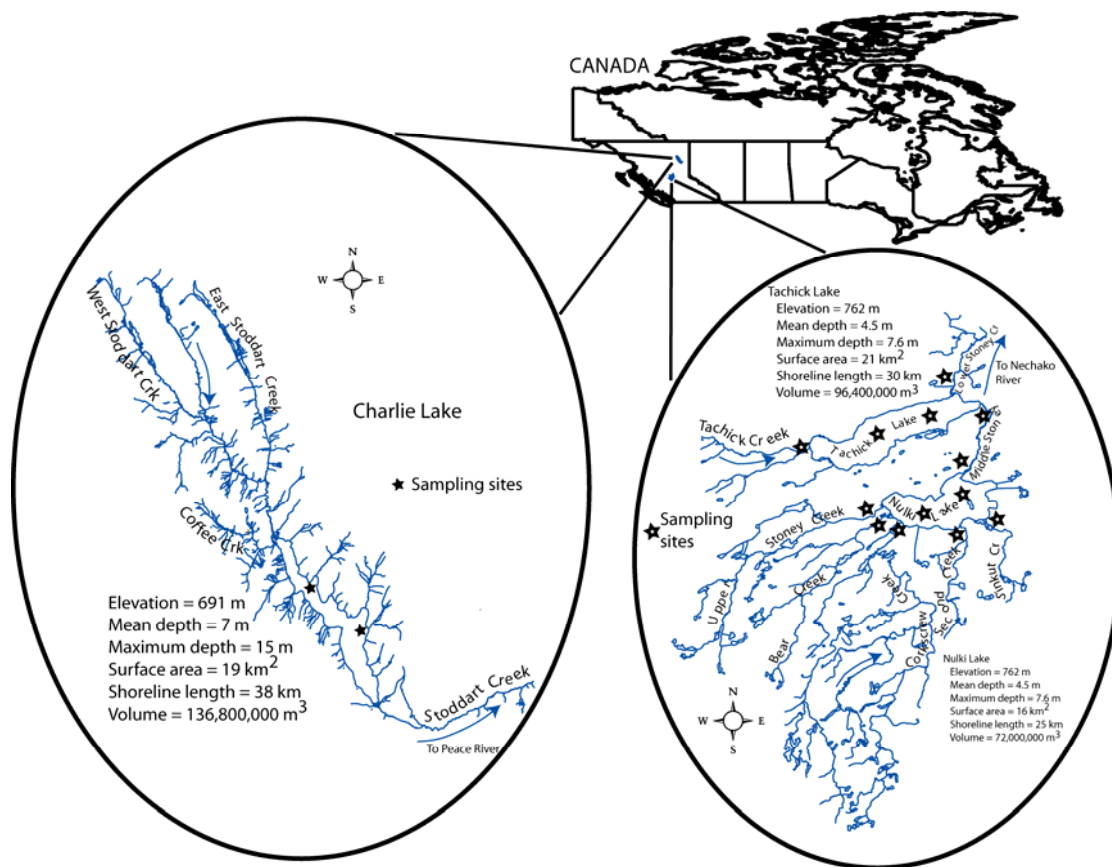 CANADA
N
W E
S
West Stoddart Crk
East Stoddart Creek
Charlie Lake
Sampling sites
Coffee Crk
Elevation = 691 m
Mean depth = 7 m
Maximum depth = 15 m
Surface area = 19 km2
Shoreline length = 38 km
Volume = 136,800,000 m3
Stoddart Creek
To Peace River
Tachick Lake
Elevation = 762 m
Mean depth = 4.5 m
Maximum depth = 7.6 m
Surface area = 21 km2
Shoreline length = 30 km
Volume = 96,400,000 m3
Lower Stoney Cr
To Nechako
River
Tachick Creek
Tachick Lake
Middle Stone
Nulki Lake
Sampling
sites
Uppe Stoney Creek
Bear Creek
Corkscrew Creek
Second Creek
Sinkut Cr
Nulki Lake
Elevation = 762 m
Mean depth = 4.5 m
Maximum depth = 7.6 m
Surface area = 16 km2
Shoreline length = 25 km
Volume = 72,000,000 m3
N
W E
S